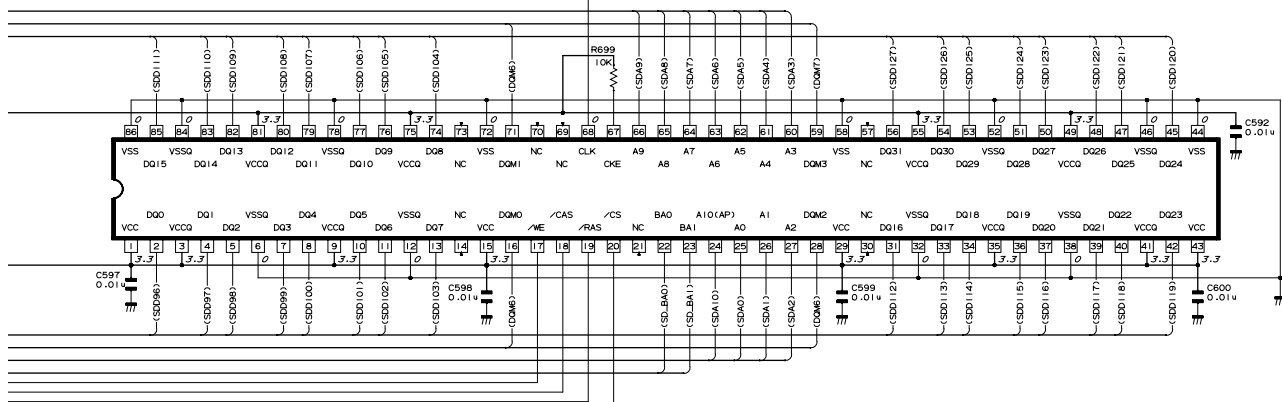 (SDD111) (SDD110) (SDD109) (SDD108) (SDD107) (SDD106) (SDD105) (SDD104) (DQM6) R699 10K (SDA9) (SDA8) (SDA7) (SDA6) (SDA5) (SDA4) (SDA3) (DQM7) (SDD127) (SDD126) (SDD125) (SDD124) (SDD123) (SDD122) (SDD121) (SDD120)
0 0 3.3 0 3.3 0 0 3.3 0 3.3 0 0 C592 0.01u
86 85 84 83 82 81 80 79 78 77 76 75 74 73 72 71 70 69 68 67 66 65 64 63 62 61 60 59 58 57 56 55 54 53 52 51 50 49 48 47 46 45 44
VSS VSSQ DQ13 DQ12 VSSQ DQ9 DQ8 VSS NC CLK A9 A7 A5 A3 VSS DQ31 DQ30 VSSQ DQ27 DQ26 VSSQ VSS
DQ15 DQ14 VCCQ DQ11 DQ10 VCCQ NC DQM1 NC CKE A8 A6 A4 DQM3 NC VCCQ DQ29 DQ28 VCCQ DQ25 DQ24
DQ0 DQ1 VSSQ DQ4 DQ5 VSSQ NC DQM0 /CAS /CS BA0 A10(AP) A1 DQM2 NC VSSQ DQ18 DQ19 VSSQ DQ22 DQ23
VCC VCCQ DQ2 DQ3 VCCQ DQ6 DQ7 VCC /WE /RAS NC BA1 A0 A2 VCC DQ16 DQ17 VCCQ DQ20 DQ21 VCCQ VCC
1 2 3 4 5 6 7 8 9 10 11 12 13 14 15 16 17 18 19 20 21 22 23 24 25 26 27 28 29 30 31 32 33 34 35 36 37 38 39 40 41 42 43
3.3 3.3 0 3.3 0 3.3 3.3 0 3.3 0 3.3 3.3
C597 0.01u C598 0.01u C599 0.01u C600 0.01u
(SDD96) (SDD97) (SDD98) (SDD99) (SDD100) (SDD101) (SDD102) (SDD103) (DQM6) (SD_BA0) (SD_BA1) (SDA10) (SDA0) (SDA1) (SDA2) (DQM6) (SDD112) (SDD113) (SDD114) (SDD115) (SDD116) (SDD117) (SDD118) (SDD119)